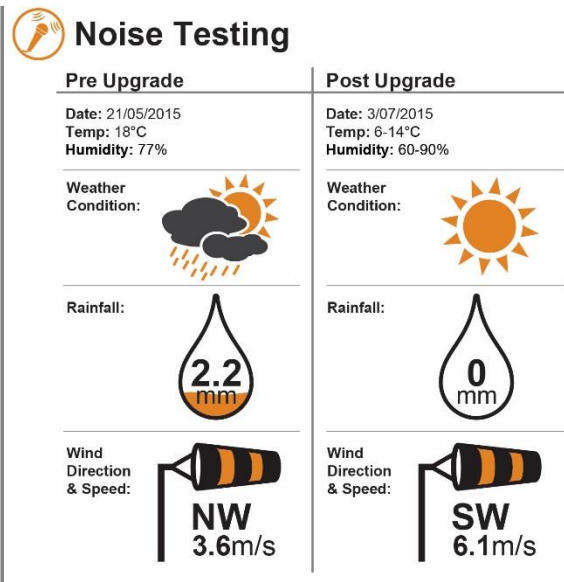 Noise Testing
Pre Upgrade
Date: 21/05/2015
Temp: 18°C
Humidity: 77%
Weather
Condition:
Rainfall:
2.2
mm
Wind
Direction
& Speed:
NW
3.6m/s
Post Upgrade
Date: 3/07/2015
Temp: 6-14°C
Humidity: 60-90%
Weather
Condition:
Rainfall:
0
mm
Wind
Direction
& Speed:
SW
6.1m/s